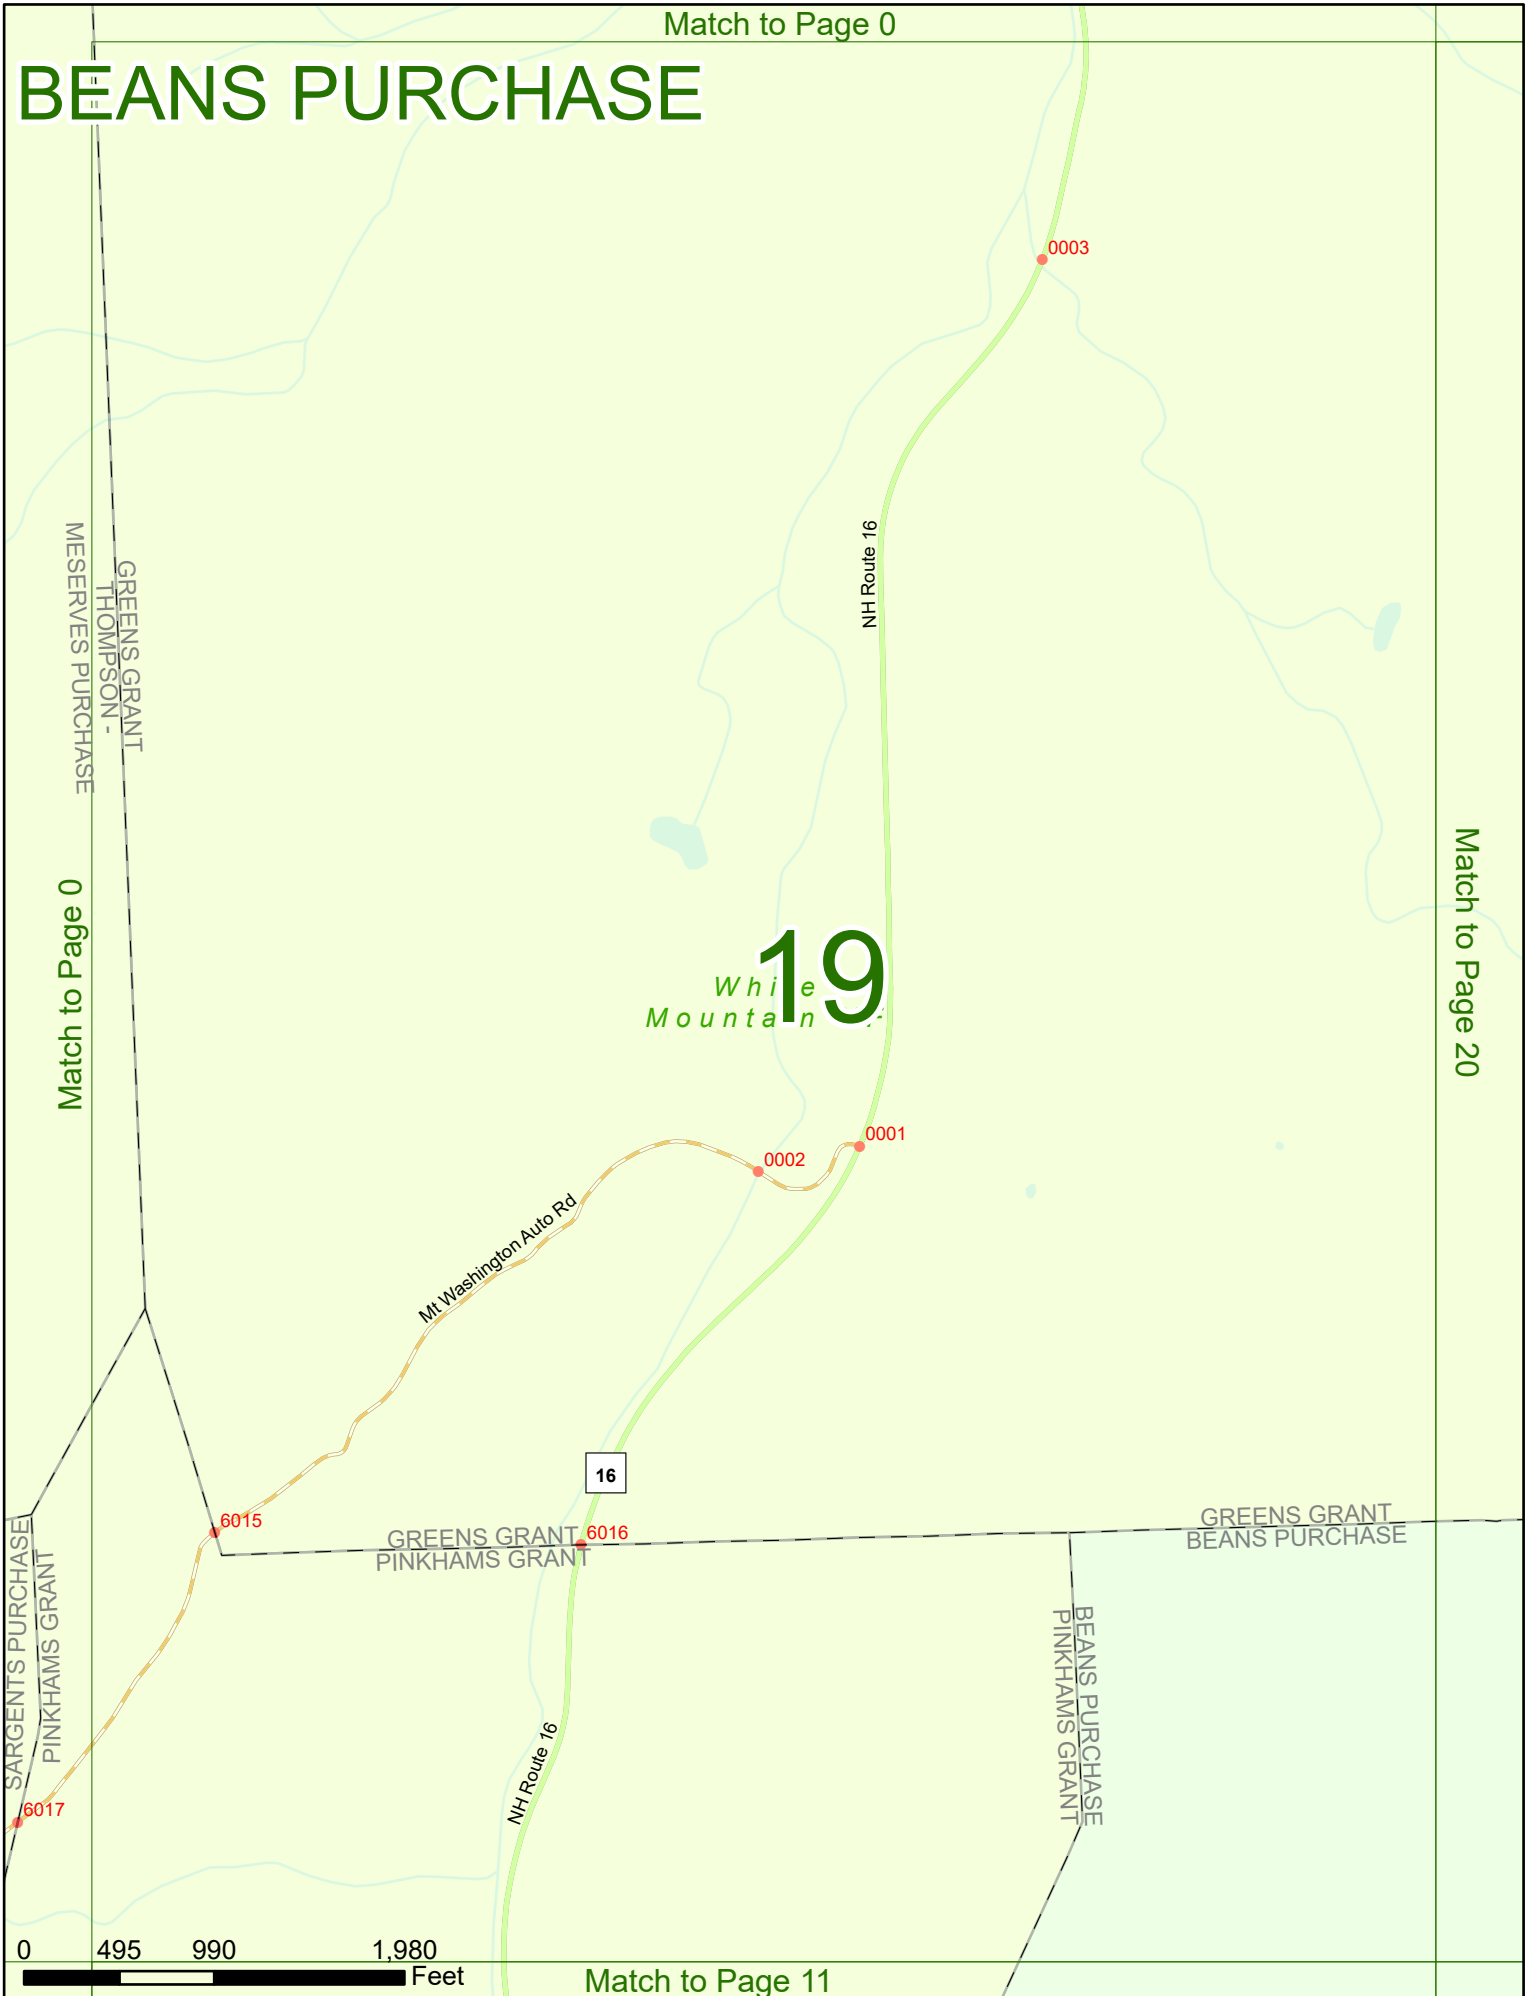 Match to Page 0
BEANS PURCHASE
0003
NH Route 16
GREENS GRANT
THOMPSON -
MESERVES PURCHASE
Match to Page 0
Match to Page 20
19
Mountain
0001
0002
Mt Washington Auto Rd
16
6015
6016
GREENS GRANT
PINKHAMS GRANT
GREENS GRANT
BEANS PURCHASE
SARGENTS PURCHASE
PINKHAMS GRANT
BEANS PURCHASE
PINKHAMS GRANT
NH Route 16
6017
0 495 990 1,980
Feet
Match to Page 11